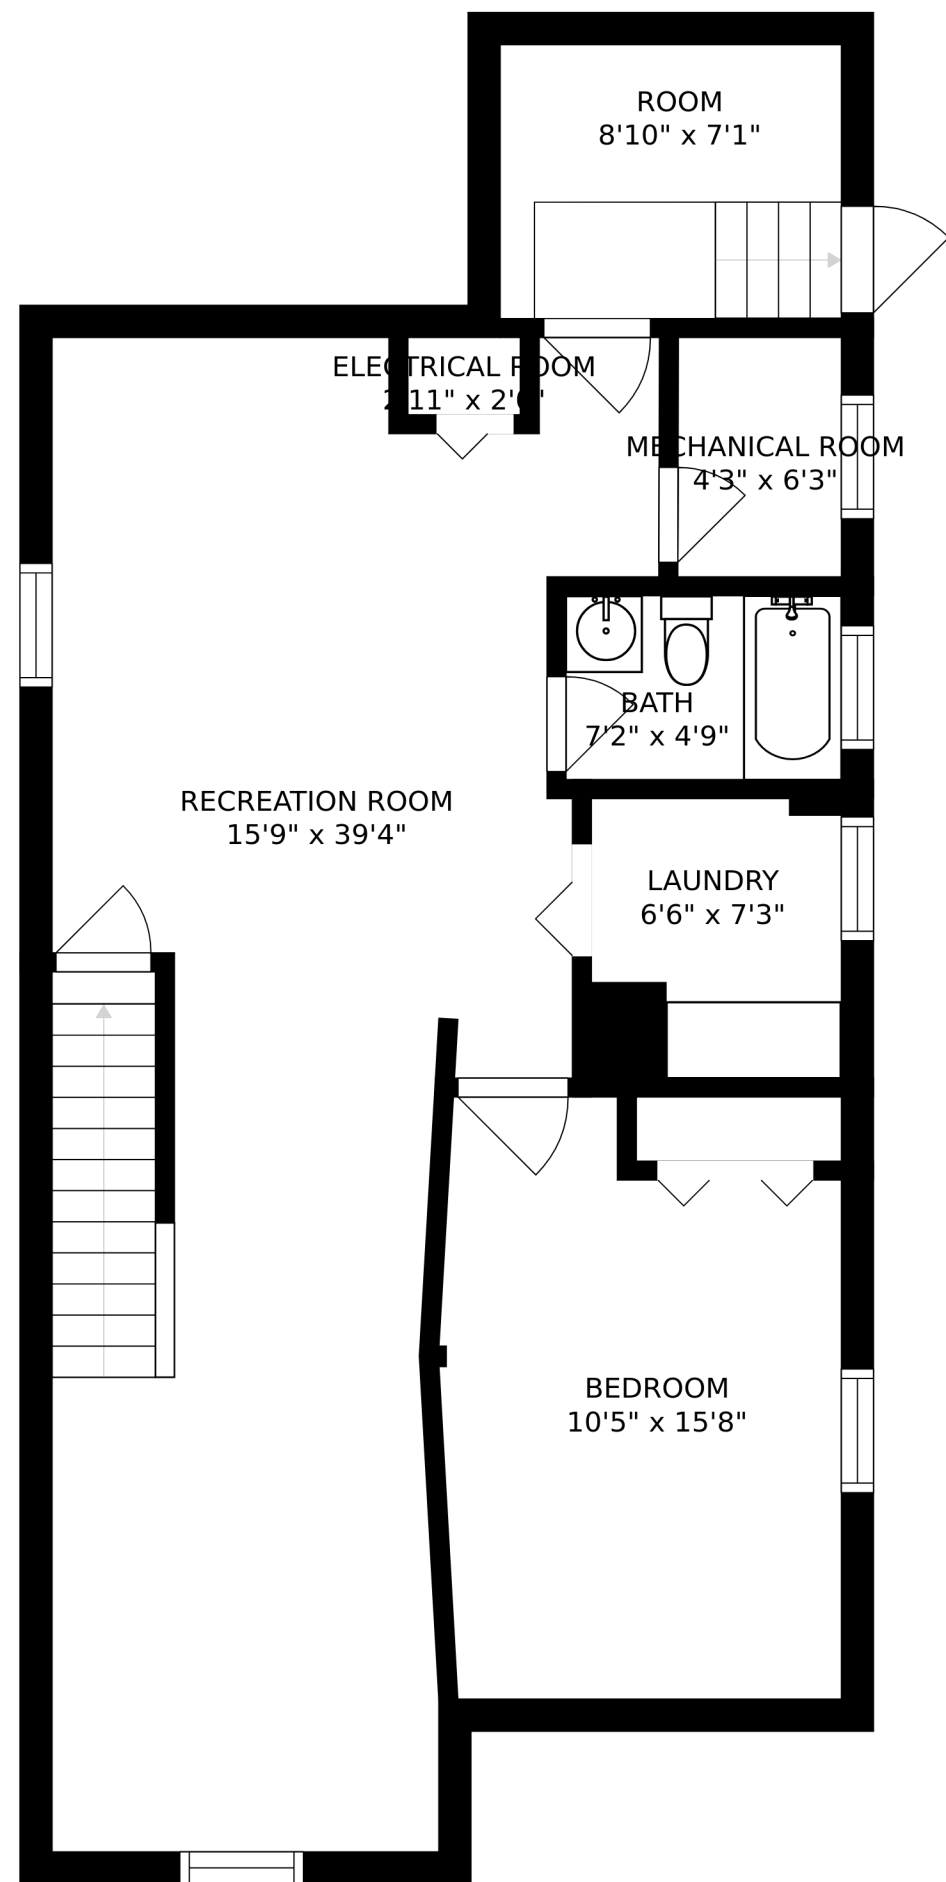 ROOM
8'10" x 7'1"
ELECTRICAL ROOM
x
MECHANICAL ROOM
4'3" x 6'3"
BATH
7'2" x 4'9"
RECREATION ROOM
15'9" x 39'4"
LAUNDRY
6'6" x 7'3"
BEDROOM
10'5" x 15'8"